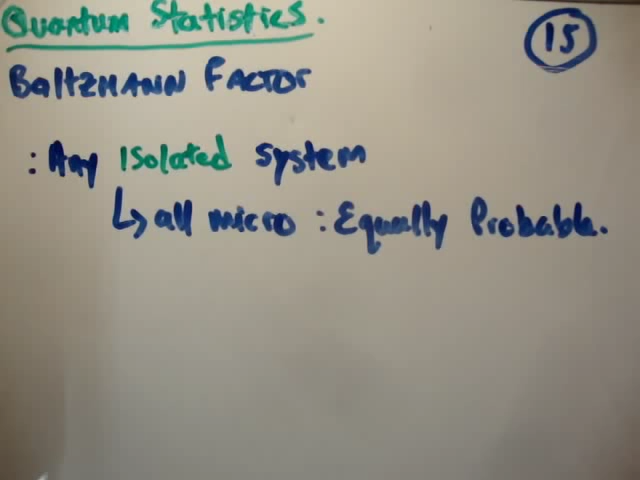 Quantum Statistics.
15
BoltZMANN FACTOR
: Any Isolated system
↳ all micro : Equally Probable.